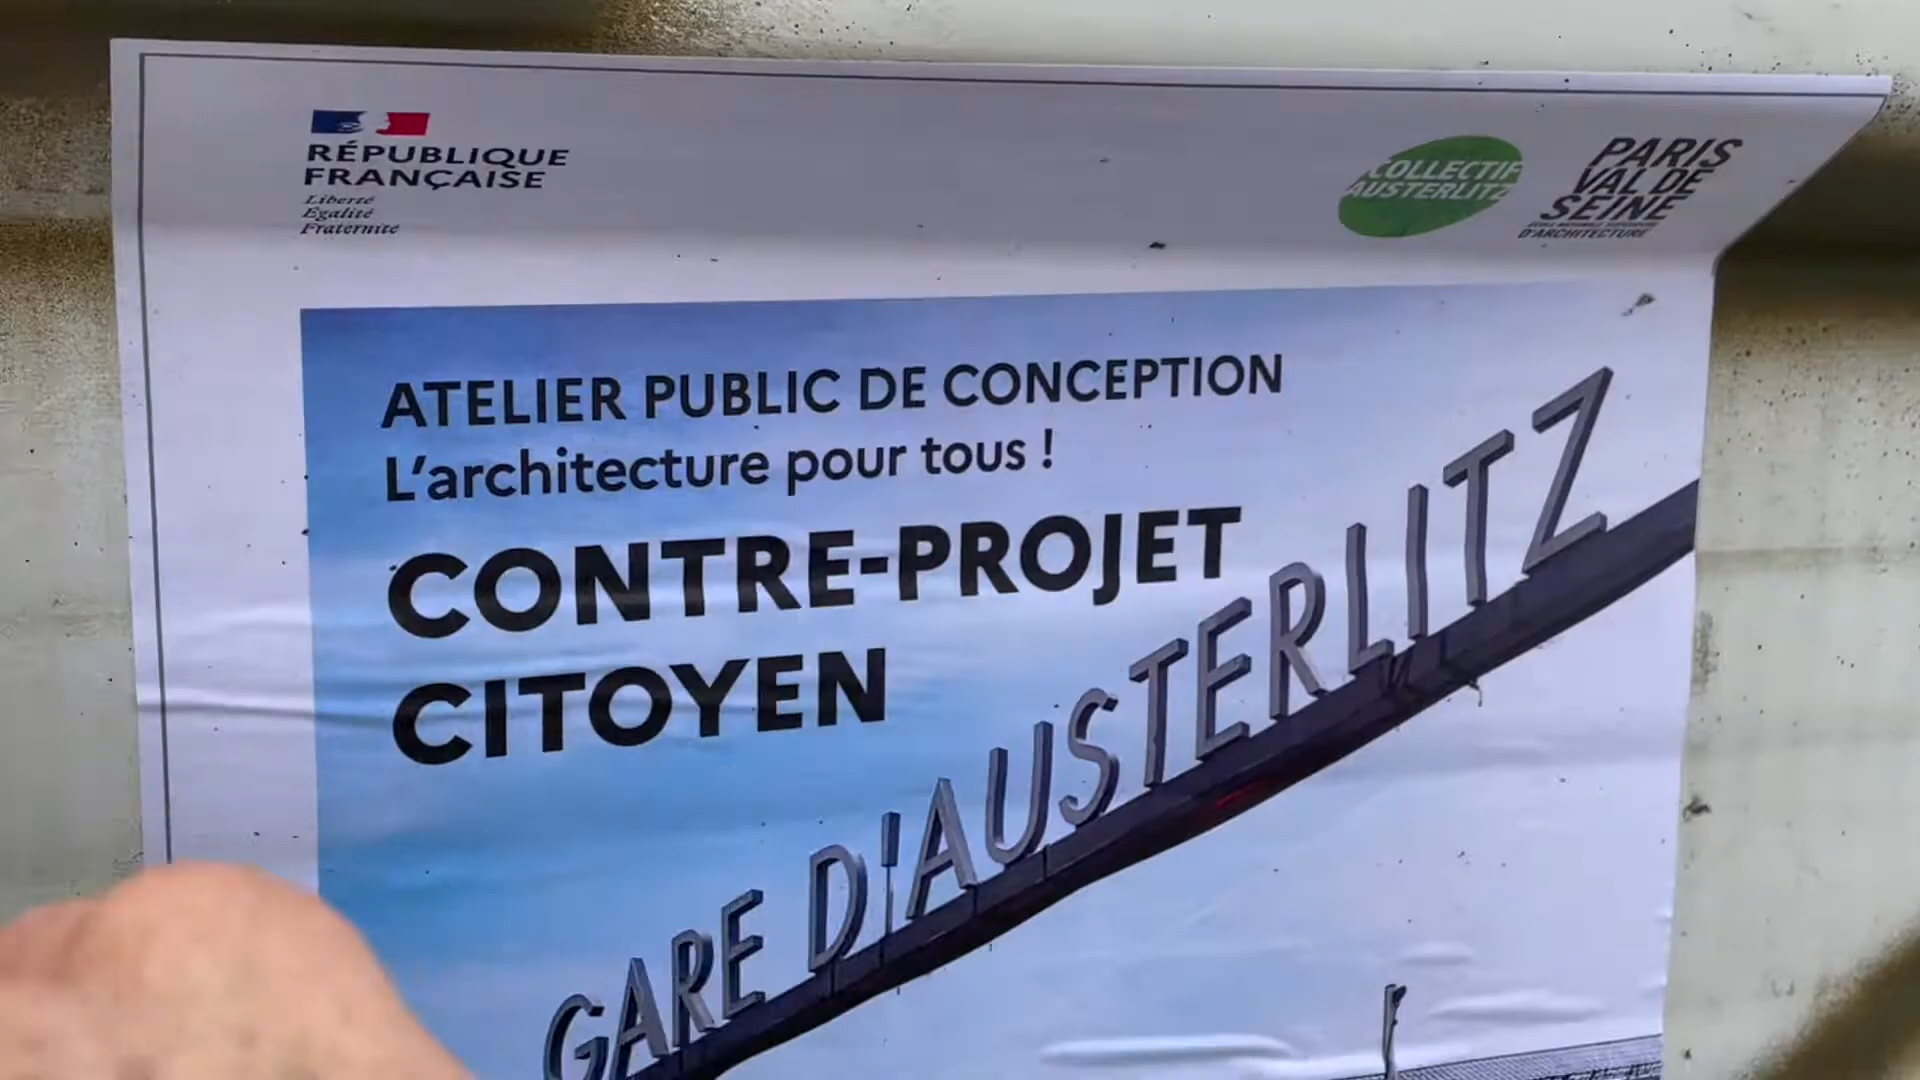 RÉPUBLIQUE
FRANÇAISE
Liberté
Égalité
Fraternité
COLLECTIF
AUSTERLITZ
PARIS
VAL DE
SEINE
D'ARCHITECTURE
ATELIER PUBLIC DE CONCEPTION
L'architecture pour tous !
CONTRE-PROJET
CITOYEN
GARE D'AUSTERLITZ